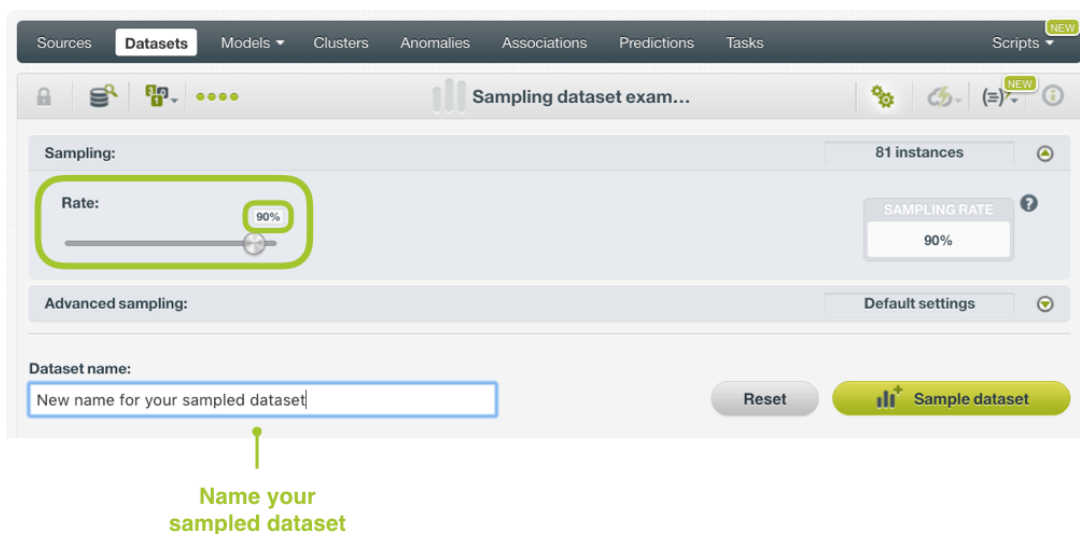 NEW
Sources Datasets Models Clusters Anomalies Associations Predictions Tasks Scripts
Sampling dataset exam...
NEW
Sampling: 81 instances
Rate:
90%
SAMPLING RATE
90%
Advanced sampling: Default settings
Dataset name:
New name for your sampled dataset
Reset Sample dataset
Name your
sampled dataset